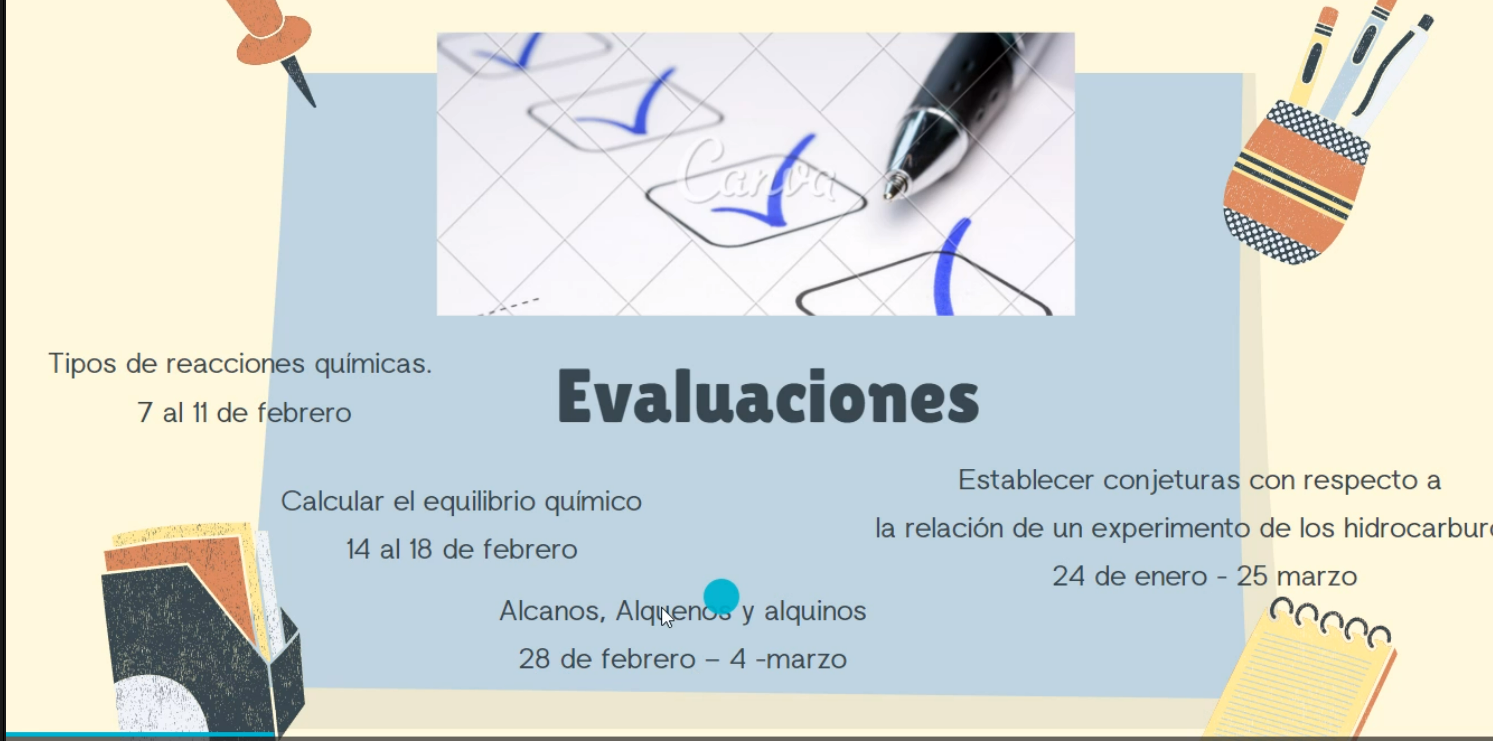 Canva
Evaluaciones
Tipos de reacciones químicas.
7 al 11 de febrero
Calcular el equilibrio químico
14 al 18 de febrero
Alcanos, Alquenos y alquinos
28 de febrero – 4 -marzo
Establecer conjeturas con respecto a
la relación de un experimento de los
24 de enero - 25 marzo